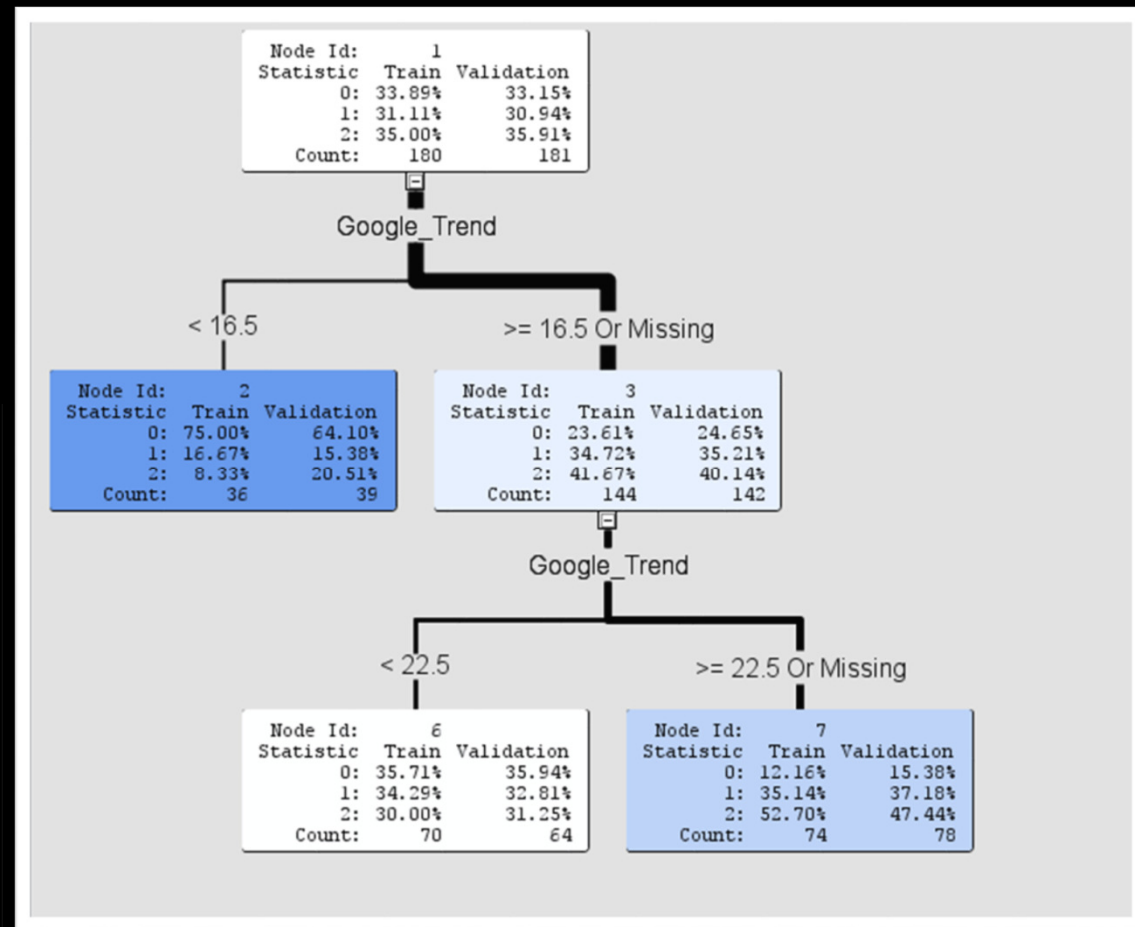 Node Id: 1
Statistic Train Validation
0: 33.89% 33.15%
1: 31.11% 30.94%
2: 35.00% 35.91%
Count: 180 181
Google_Trend
< 16.5
>= 16.5 Or Missing
Node Id: 2
Statistic Train Validation
0: 75.00% 64.10%
1: 16.67% 15.38%
2: 8.33% 20.51%
Count: 36 39
Node Id: 3
Statistic Train Validation
0: 23.61% 24.65%
1: 34.72% 35.21%
2: 41.67% 40.14%
Count: 144 142
Google_Trend
< 22.5
>= 22.5 Or Missing
Node Id: 6
Statistic Train Validation
0: 35.71% 35.94%
1: 34.29% 32.81%
2: 30.00% 31.25%
Count: 70 64
Node Id: 7
Statistic Train Validation
0: 12.16% 15.38%
1: 35.14% 37.18%
2: 52.70% 47.44%
Count: 74 78